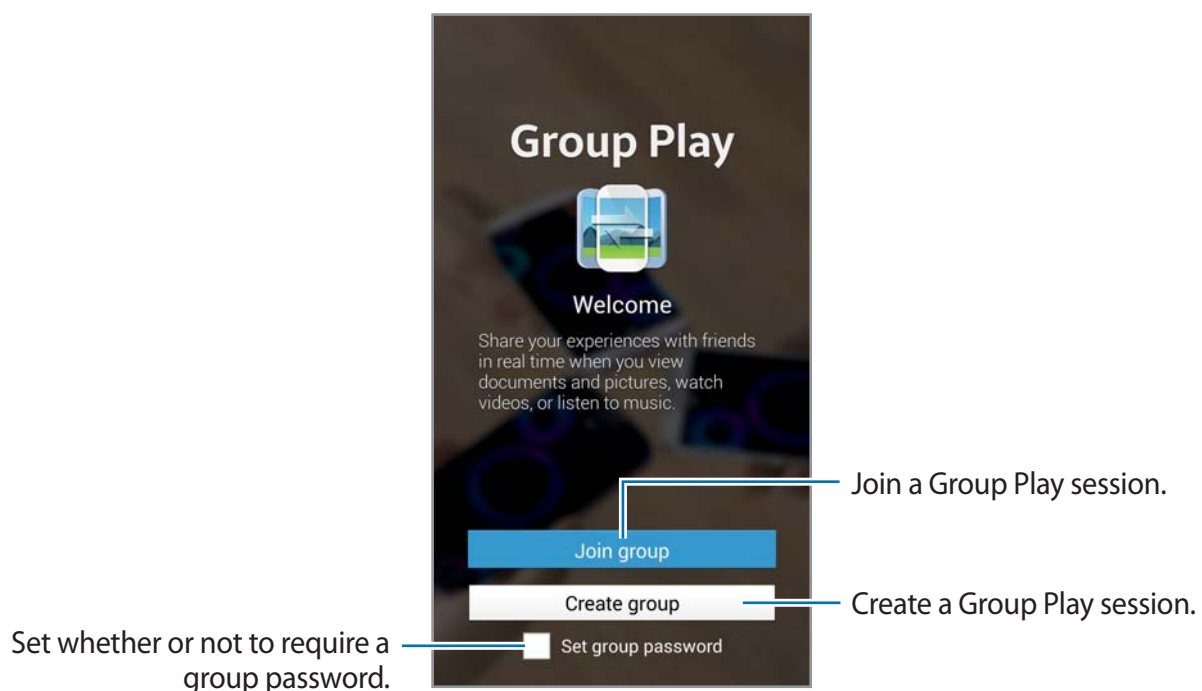 Group Play
Welcome
Share your experiences with friends
in real time when you view
documents and pictures, watch
videos, or listen to music.
Join a Group Play session.
Join group
Create group
Create a Group Play session.
Set whether or not to require a
group password.
Set group password